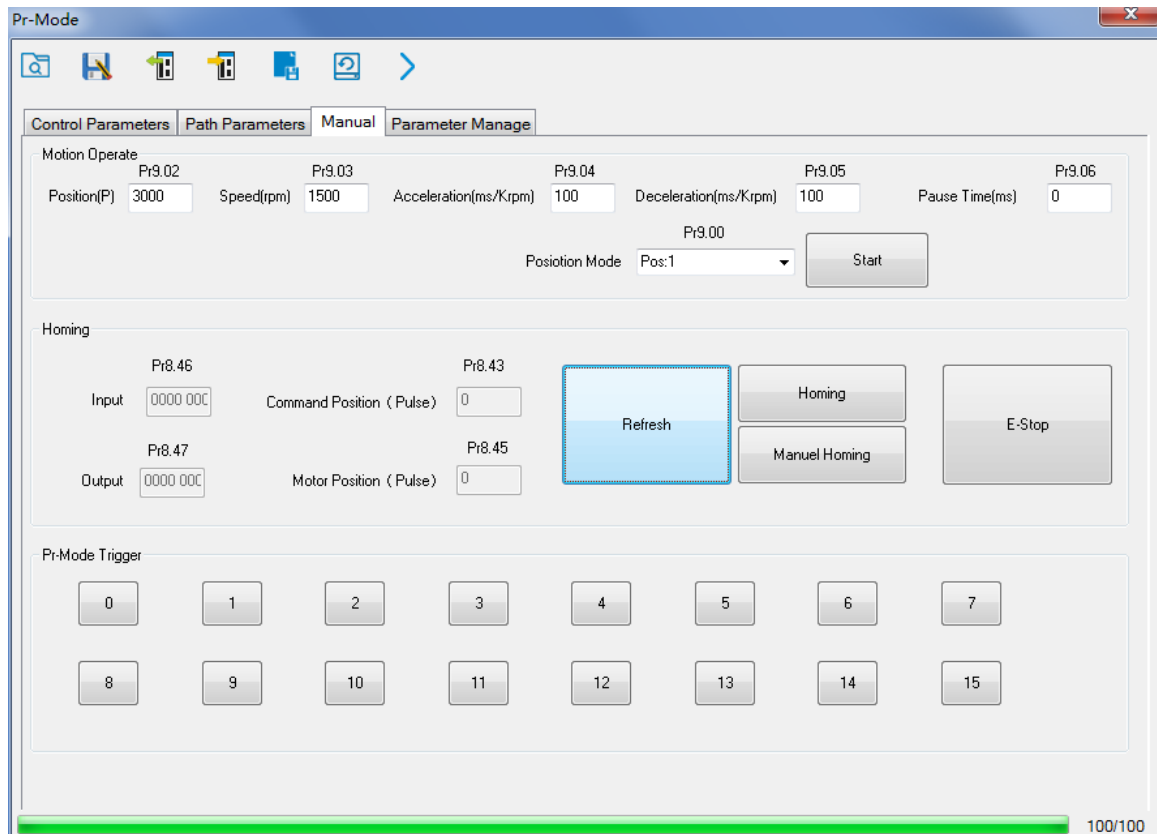 Pr-Mode
X
Control Parameters Path Parameters Manual Parameter Manage
Motion Operate
Pr9.02 Pr9.03 Pr9.04 Pr9.05 Pr9.06
Position(P) 3000 Speed(rpm) 1500 Acceleration(ms/Krpm) 100 Deceleration(ms/Krpm) 100 Pause Time(ms) 0
Pr9.00
Posiotion Mode Pos:1 Start
Homing
Pr8.46 Pr8.43
Input 0000 000 Command Position ( Pulse) 0 Refresh Homing E-Stop
Manuel Homing
Pr8.47 Pr8.45
Output 0000 000 Motor Position ( Pulse) 0
Pr-Mode Trigger
0 1 2 3 4 5 6 7
8 9 10 11 12 13 14 15
100/100